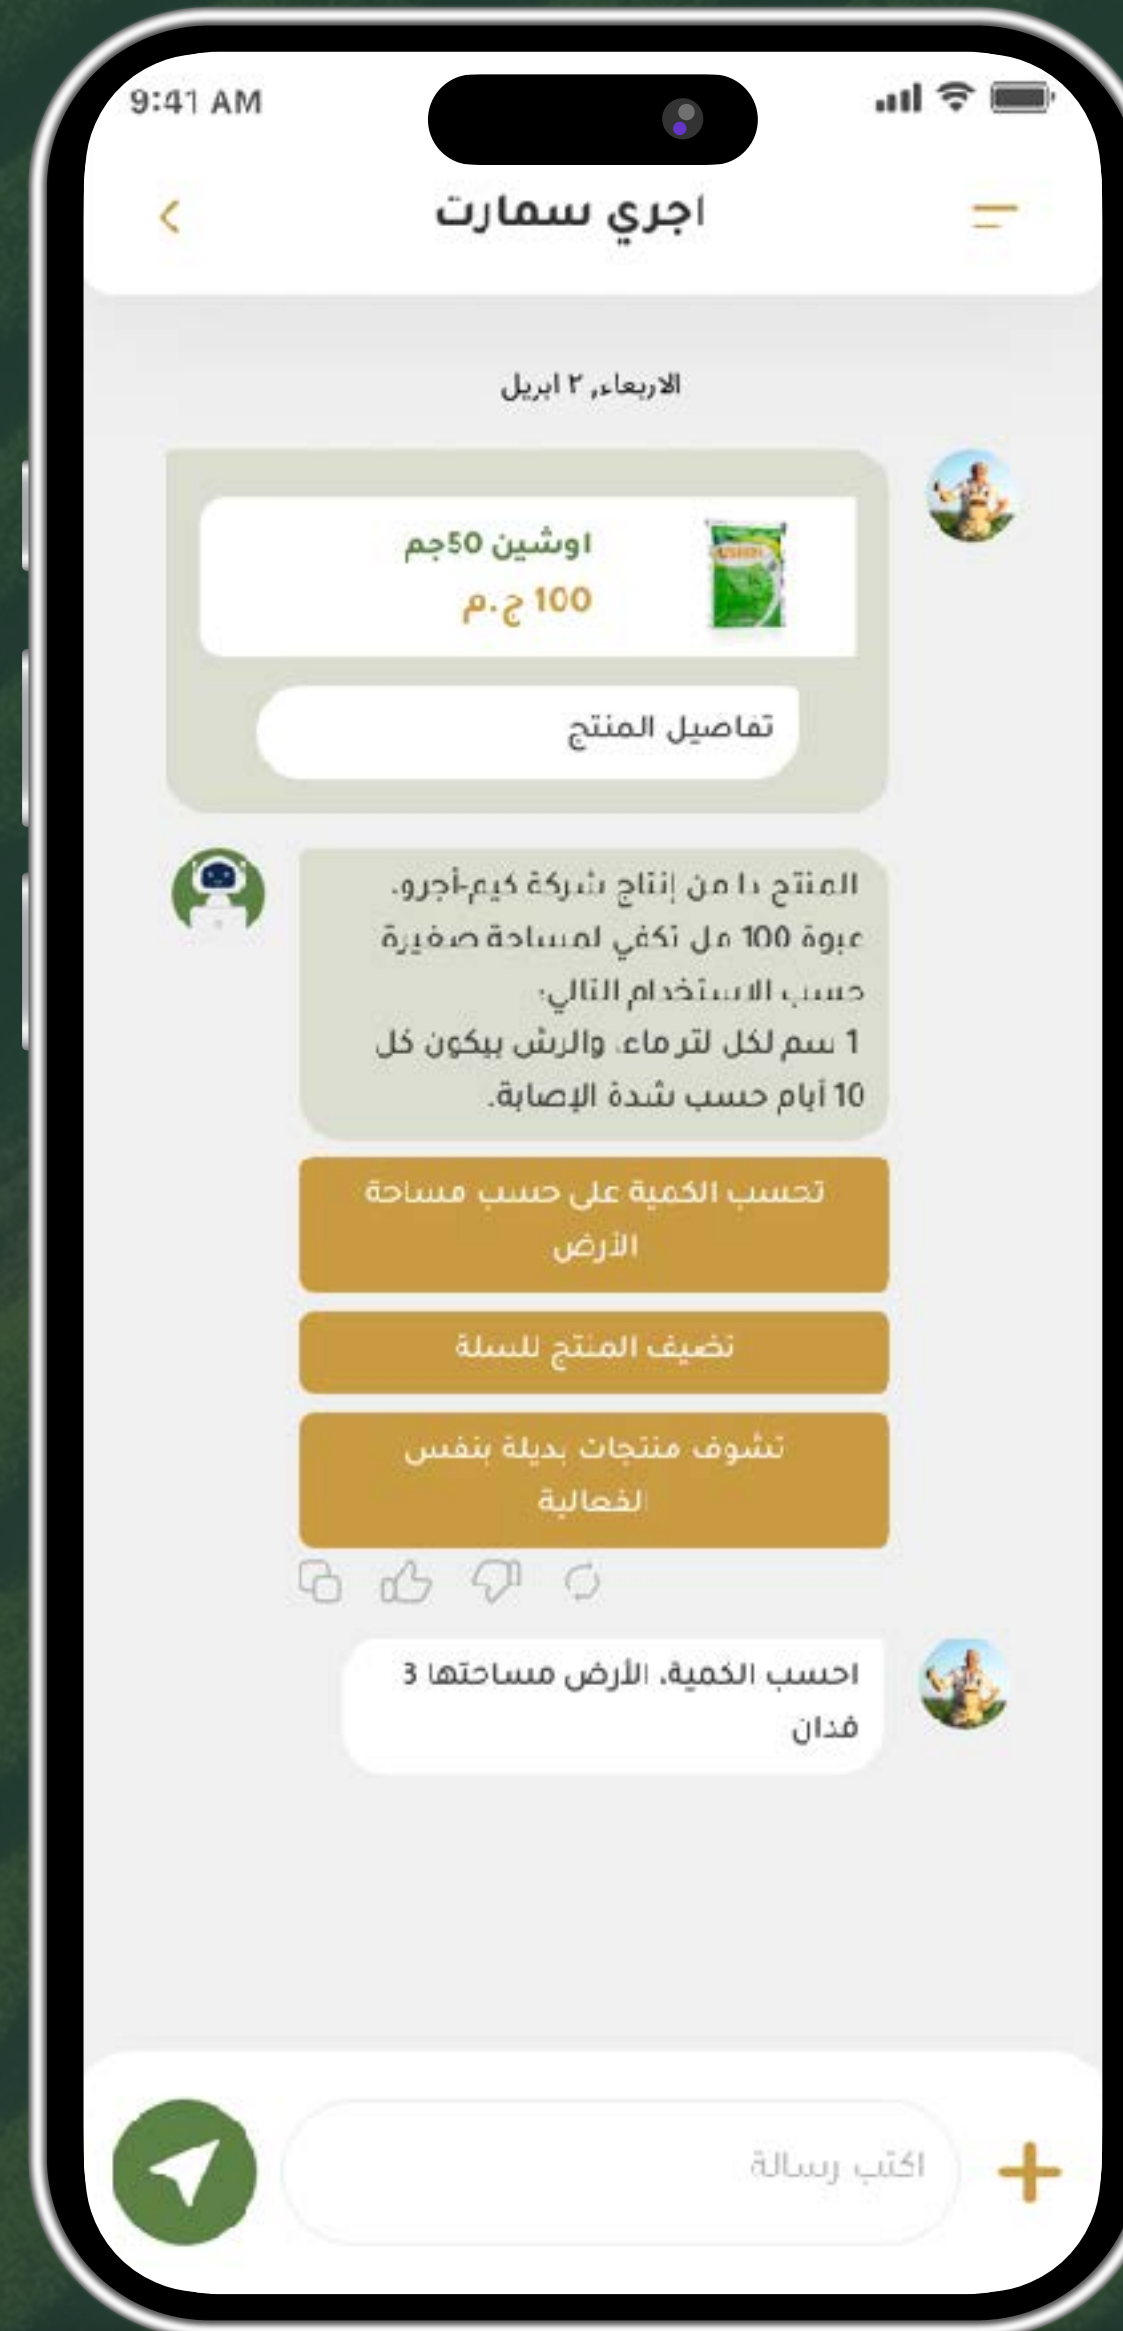 9:41 AM
اجري سمارت
الاربعاء, ٢ ابريل
اوشين 50جم
100 ج.م
تفاصيل المنتج
المنتج دا من إنتاج شركة كيم-أجرو.
عبوة 100 مل تكفي لمساحة صغيرة
حسب الاستخدام التالي:
1 سم لكل لتر ماء، والرش بيكون كل
10 أيام حسب شدة الإصابة.
تحسب الكمية على حسب مساحة
الأرض
تضيف المنتج للسلة
تشوف منتجات بديلة بنفس
الفعالية
احسب الكمية، الأرض مساحتها 3
فدان
اكتب رسالة